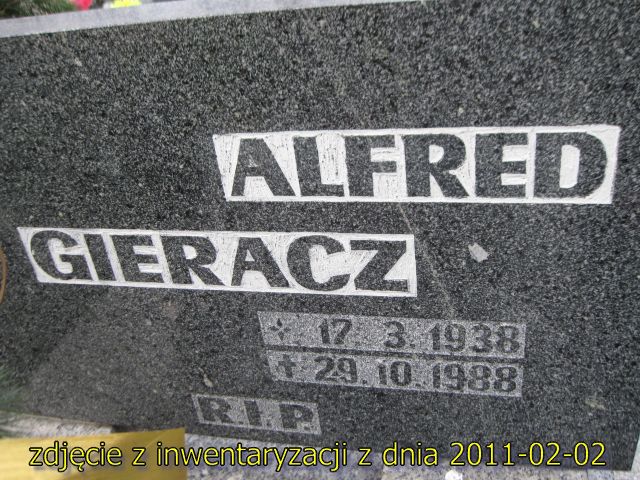 ALFRED
GIERACZ
17. 3. 1938
✝ 29. 10. 1988
R.I.P.
zdjęcie z inwentaryzacji z dnia 2011-02-02